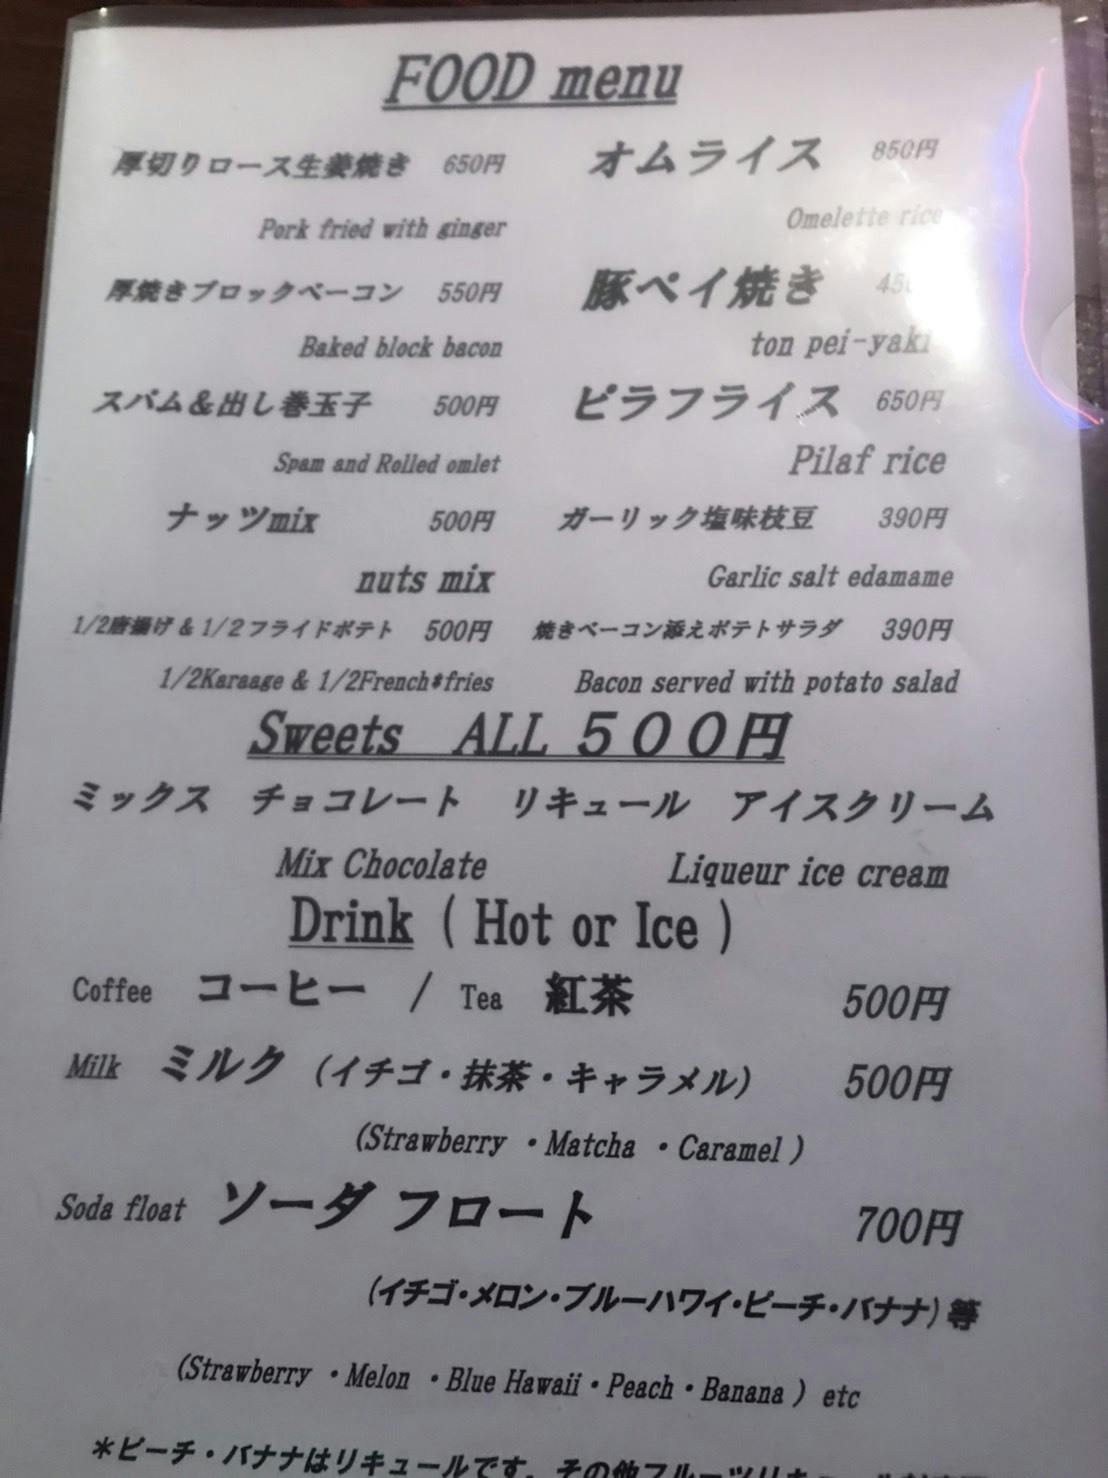 FOOD menu
厚切りロース生姜焼き 650円 オムライス 850円
Pork fried with ginger Omelette rice
厚焼きブロックベーコン 550円 豚ペイ焼き 450
Baked block bacon ton pei-yaki
スパム＆出し巻玉子 500円 ピラフライス 650円
Spam and Rolled omlet Pilaf rice
ナッツmix 500円 ガーリック塩味枝豆 390円
nuts mix Garlic salt edamame
1/2唐揚げ & 1/2フライドポテト 500円 焼きベーコン添えポテトサラダ 390円
1/2Karaage & 1/2French*fries Bacon served with potato salad
Sweets ALL 500円
ミックス チョコレート リキュール アイスクリーム
Mix Chocolate Liqueur ice cream
Drink ( Hot or Ice )
Coffee コーヒー / Tea 紅茶 500円
Milk ミルク (イチゴ・抹茶・キャラメル) 500円
(Strawberry ・Matcha ・Caramel )
Soda float ソーダ フロート 700円
(イチゴ・メロン・ブルーハワイ・ピーチ・バナナ) 等
(Strawberry ・Melon ・Blue Hawaii・Peach・Banana ) etc
＊ピーチ・バナナはリキュールです。その他フルーツリキュール